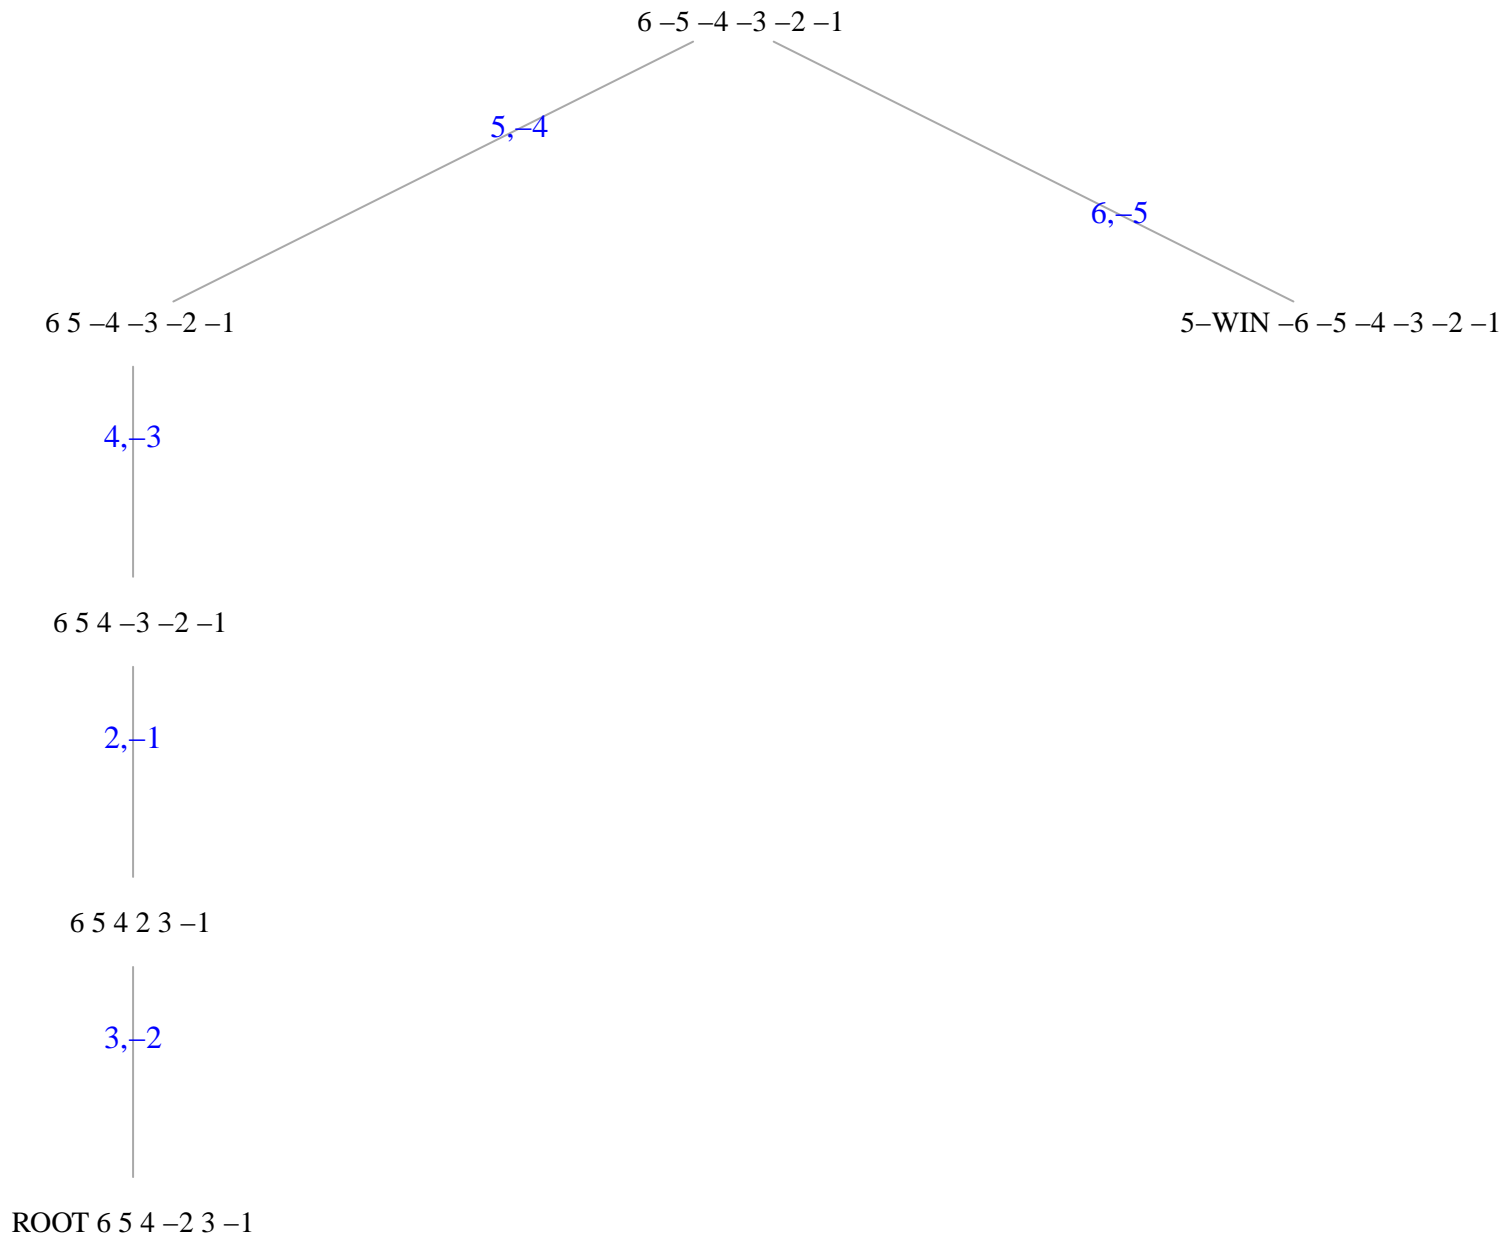 6 –5 –4 –3 –2 –1
5,–4
6,–5
6 5 –4 –3 –2 –1
5–WIN –6 –5 –4 –3 –2 –1
4,–3
6 5 4 –3 –2 –1
2,–1
6 5 4 2 3 –1
3,–2
ROOT 6 5 4 –2 3 –1